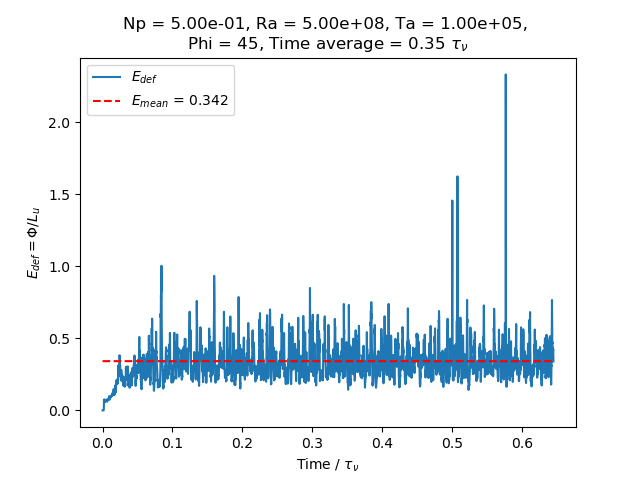 Np = 5.00e-01, Ra = 5.00e+08, Ta = 1.00e+05,
Phi = 45, Time average = 0.35 τ_ν
E_def
E_mean = 0.342
E_def = Φ/L_u
2.0
1.5
1.0
0.5
0.0
0.0 0.1 0.2 0.3 0.4 0.5 0.6
Time / τ_ν